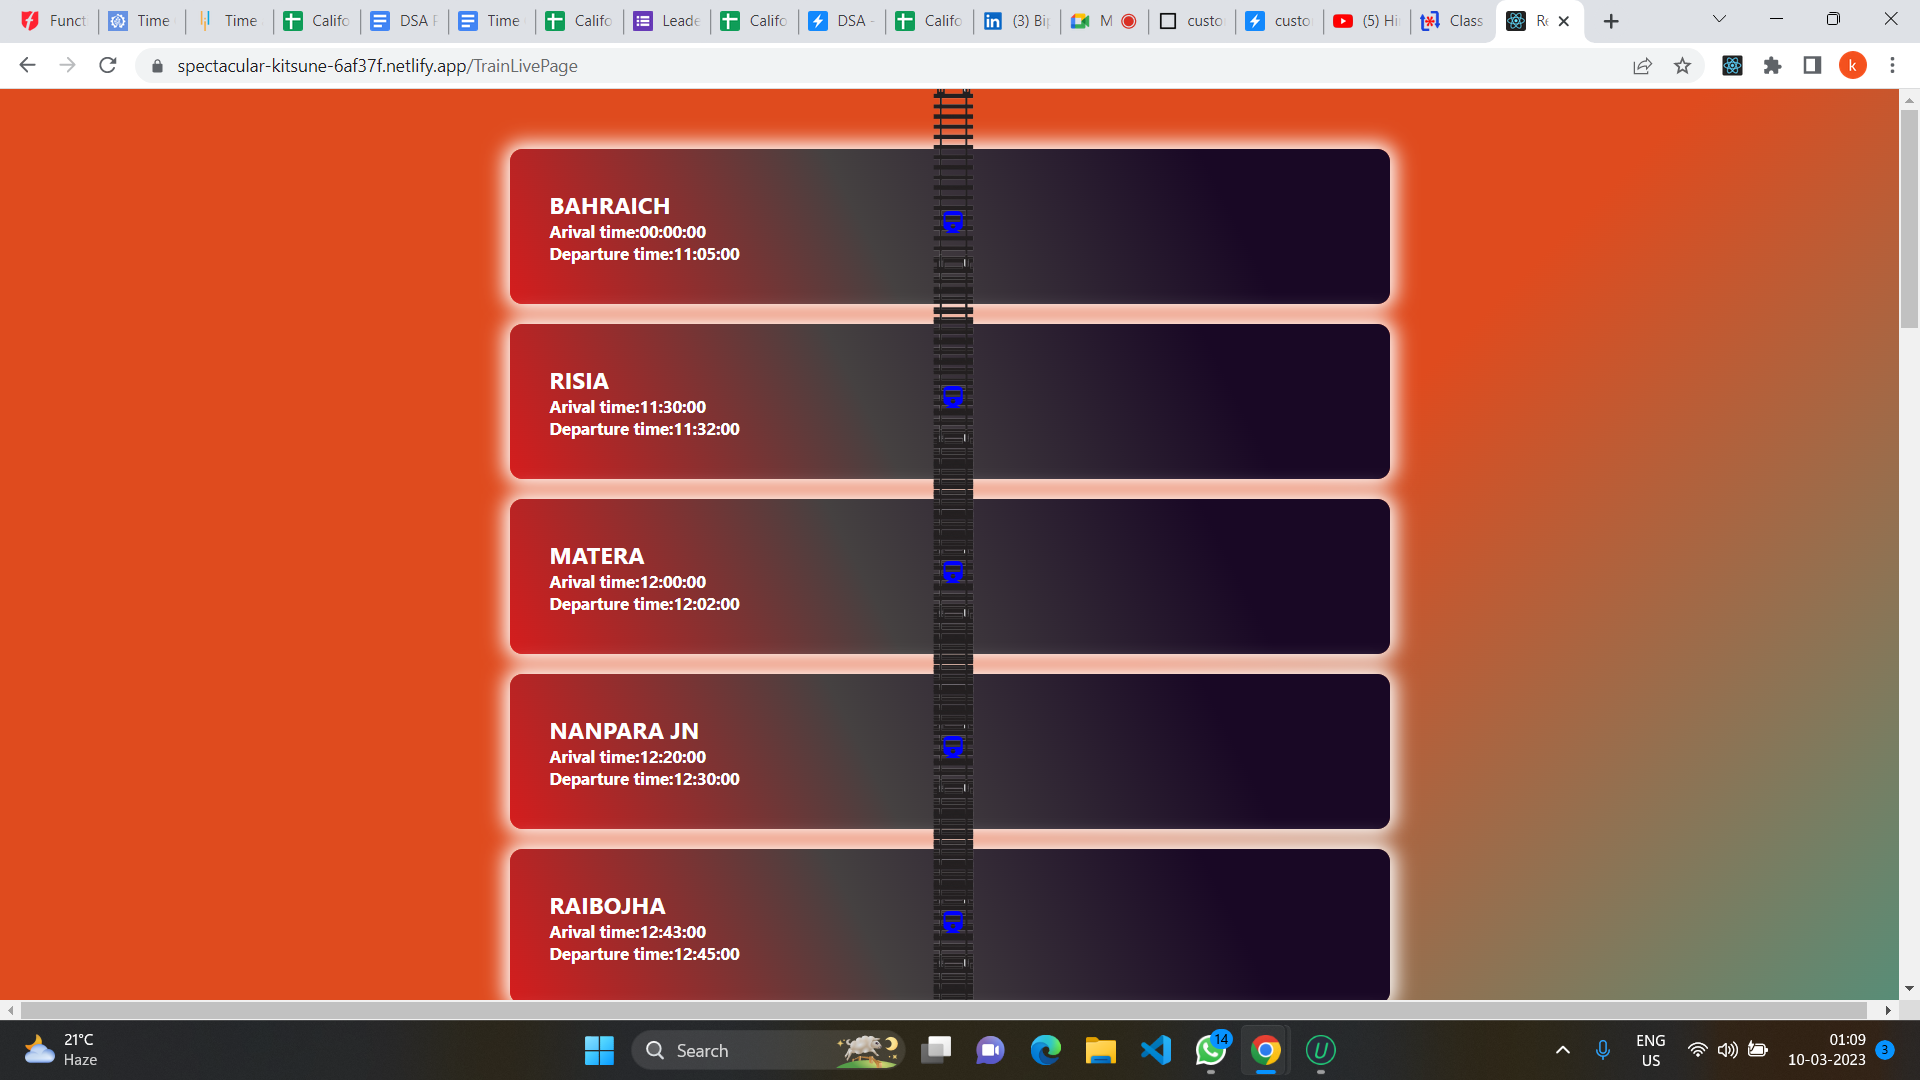 Funct
Time
Time
Califo
DSA F
Time
Califo
Leade
Califo
DSA -
Califo
(3) Bip
M
custo
custo
(5) Hi
Class
Re
spectacular-kitsune-6af37f.netlify.app/TrainLivePage
k
BAHRAICH
Arival time:00:00:00
Departure time:11:05:00
RISIA
Arival time:11:30:00
Departure time:11:32:00
MATERA
Arival time:12:00:00
Departure time:12:02:00
NANPARA JN
Arival time:12:20:00
Departure time:12:30:00
RAIBOJHA
Arival time:12:43:00
Departure time:12:45:00
21°C
Haze
Search
14
ENG
US
01:09
10-03-2023
3